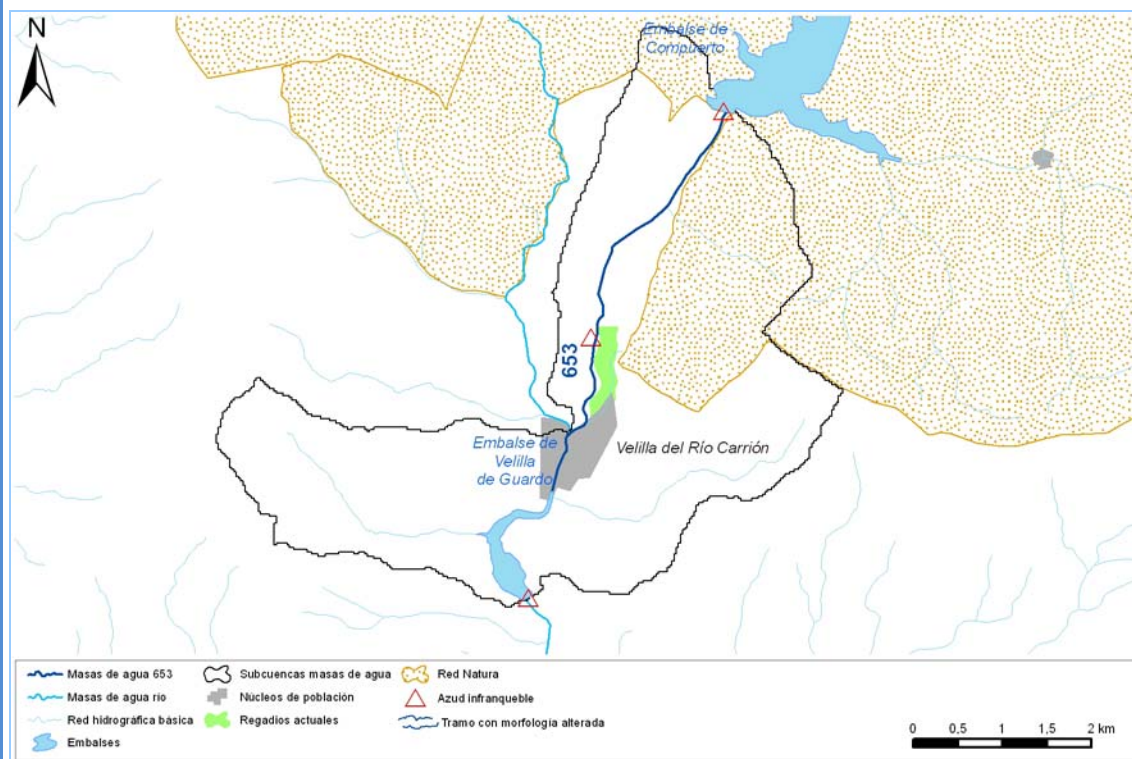 N
Embalse de
Compuerto
653
Embalse de
Velilla
de Guardo
Velilla del Río Carrión
Masas de agua 653
Masas de agua río
Red hidrográfica básica
Embalses
Subcuencas masas de agua
Núcleos de población
Regadios actuales
Red Natura
Azud infranqueble
Tramo con morfología alterada
0 0,5 1 1,5 2 km